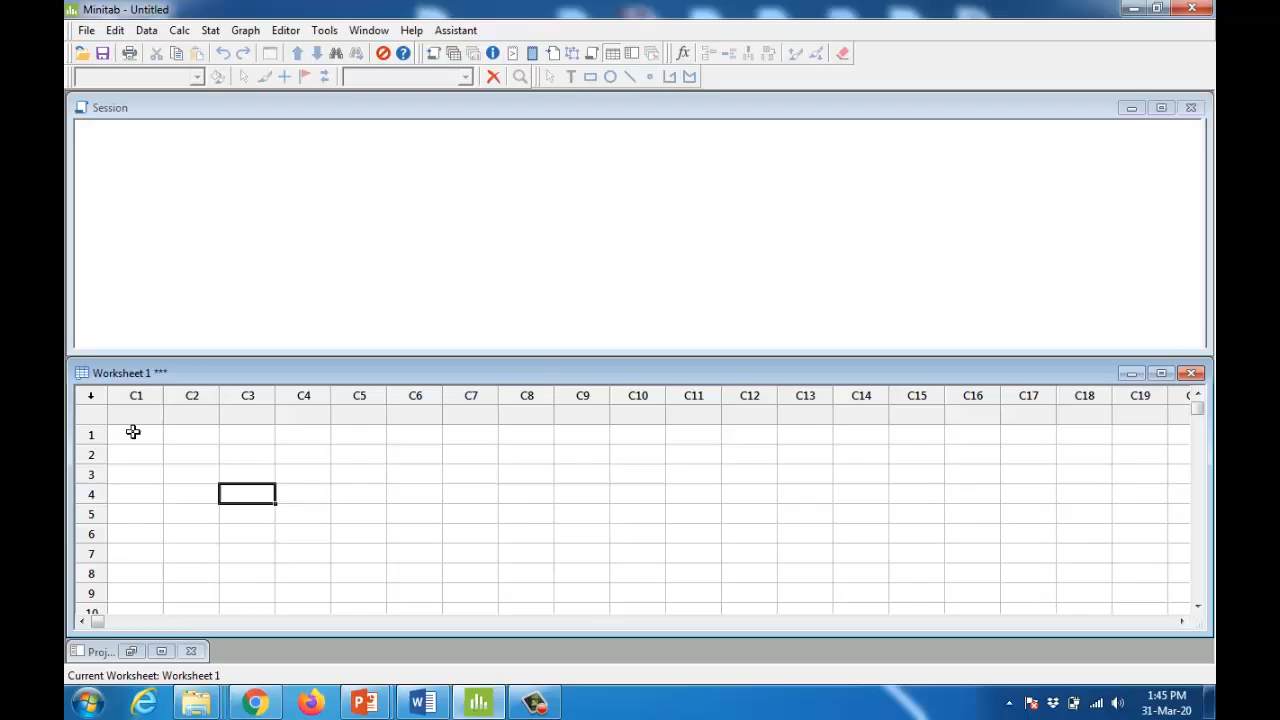 Minitab - Untitled
File Edit Data Calc Stat Graph Editor Tools Window Help Assistant
Session
Worksheet 1 ***
C1 C2 C3 C4 C5 C6 C7 C8 C9 C10 C11 C12 C13 C14 C15 C16 C17 C18 C19
1
2
3
4
5
6
7
8
9
10
Proj...
Current Worksheet: Worksheet 1
1:45 PM
31-Mar-20